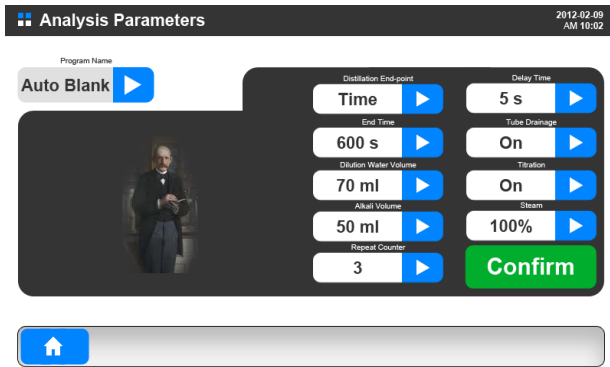 Analysis Parameters
2012-02-09
AM 10:02
Program Name
Auto Blank
Distillation End-point
Time
End Time
600 s
Dilution Water Volume
70 ml
Alkali Volume
50 ml
Repeat Counter
3
Delay Time
5 s
Tube Drainage
On
Titration
On
Steam
100%
Confirm